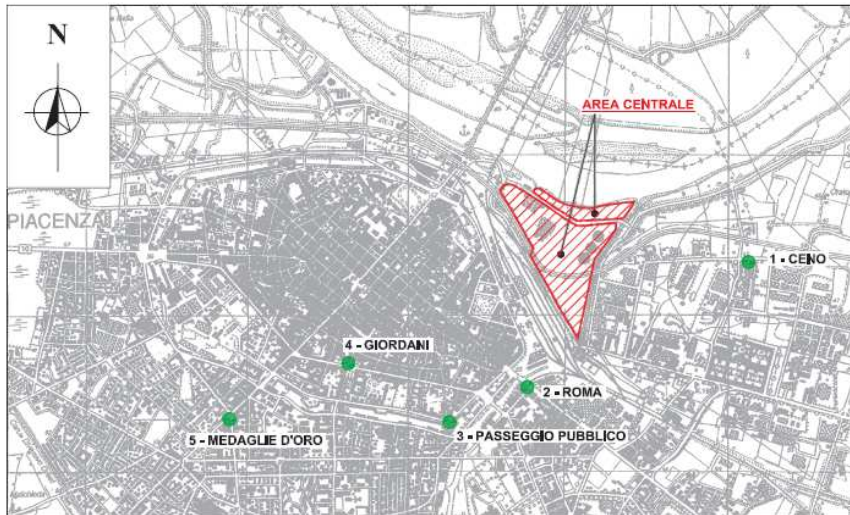 N
AREA CENTRALE
PIACENZA
1 - CENO
4 - GIORDANI
2 - ROMA
5 - MEDAGLIE D'ORO
3 - PASSEGGIO PUBBLICO